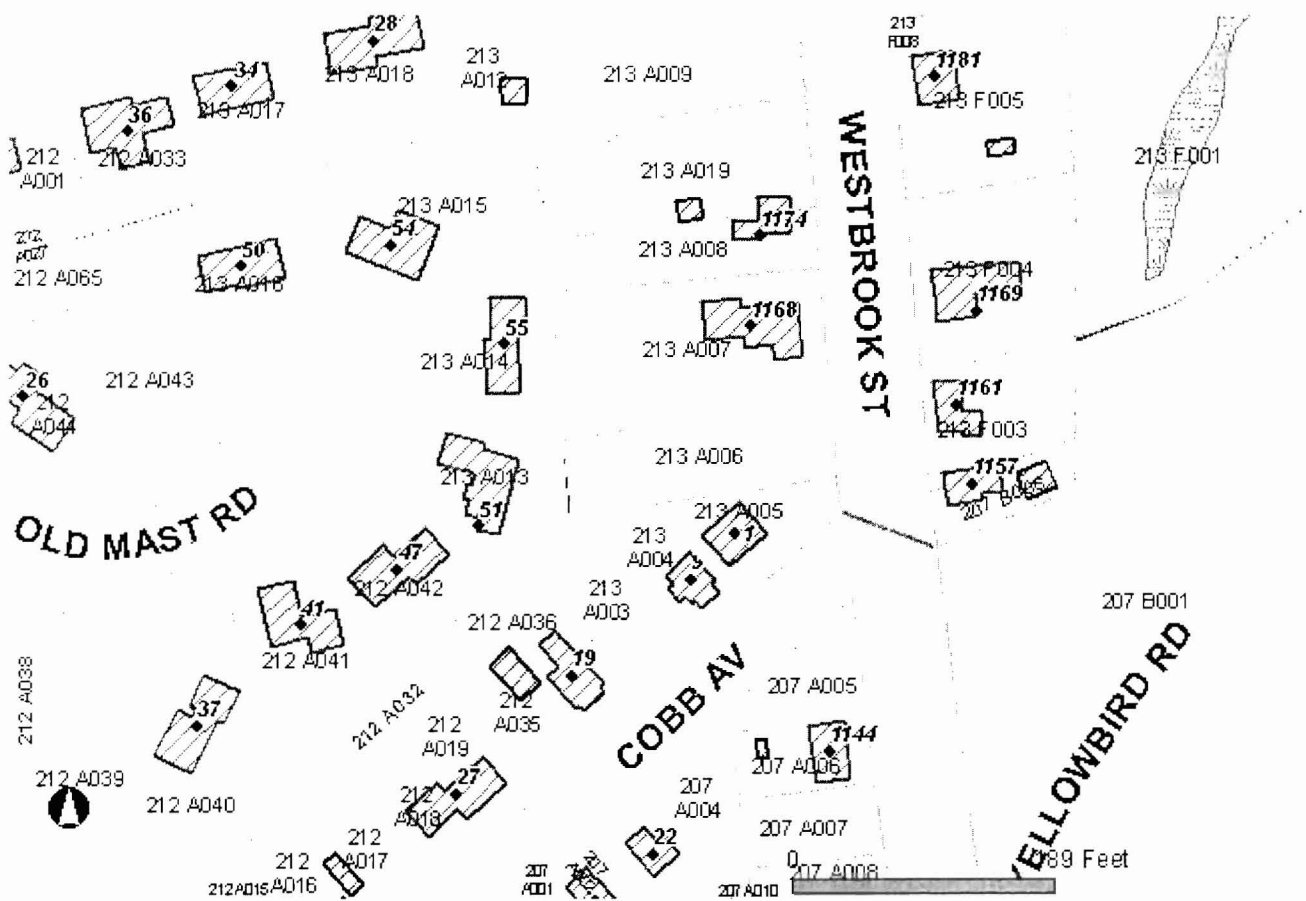 28
213
A012
213 A009
213
1181
34
213 A018
213 A017
213 F005
36
212
A001
212 A033
213 F001
213 A019
213 A015
1174
54
213 A008
50
212 A065
213 A016
213 F004
1169
WESTBROOK ST
1168
55
213 A007
213 A014
26
212 A043
212
A044
1161
213 F003
213 A006
213 A013
1157
207 B005
OLD MAST RD
51
213 A005
1
213
A004
3
47
212 A042
213
A003
207 B001
41
212 A041
212 A036
19
212 A038
37
212 A032
212
A035
COBB AV
207 A005
212
A019
1144
207 A006
YELLOWBIRD RD
212 A039
212 A040
27
212
A018
207
A004
207 A007
212
A017
22
212
A016
212 A015
207
A001
207 A010
207 A008
0
89 Feet